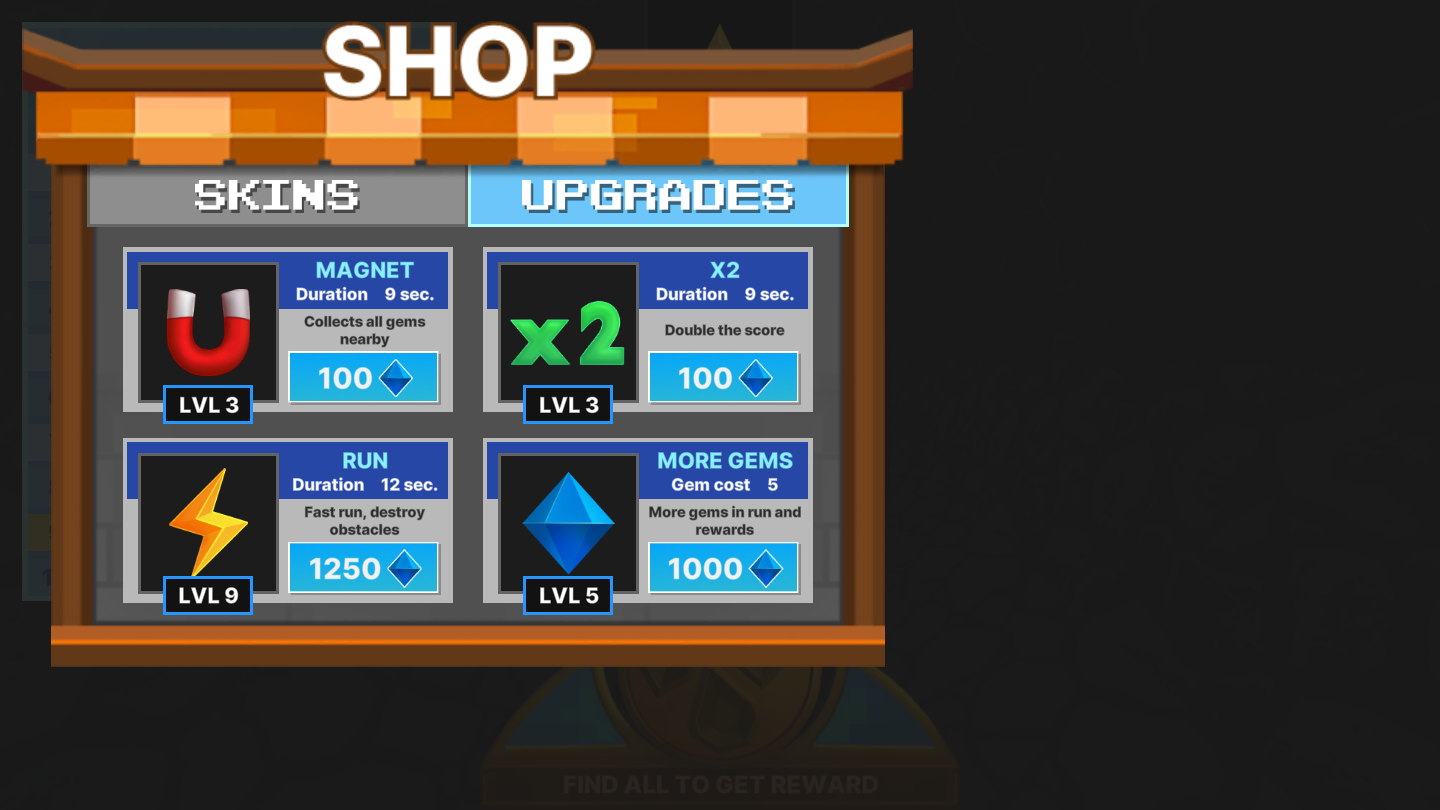 SHOP
SKINS
UPGRADES
MAGNET
Duration 9 sec.
Collects all gems
nearby
100
LVL 3
X2
Duration 9 sec.
x2
Double the score
100
LVL 3
RUN
Duration 12 sec.
Fast run, destroy
obstacles
1250
LVL 9
MORE GEMS
Gem cost 5
More gems in run and
rewards
1000
LVL 5
FIND ALL TO GET REWARD